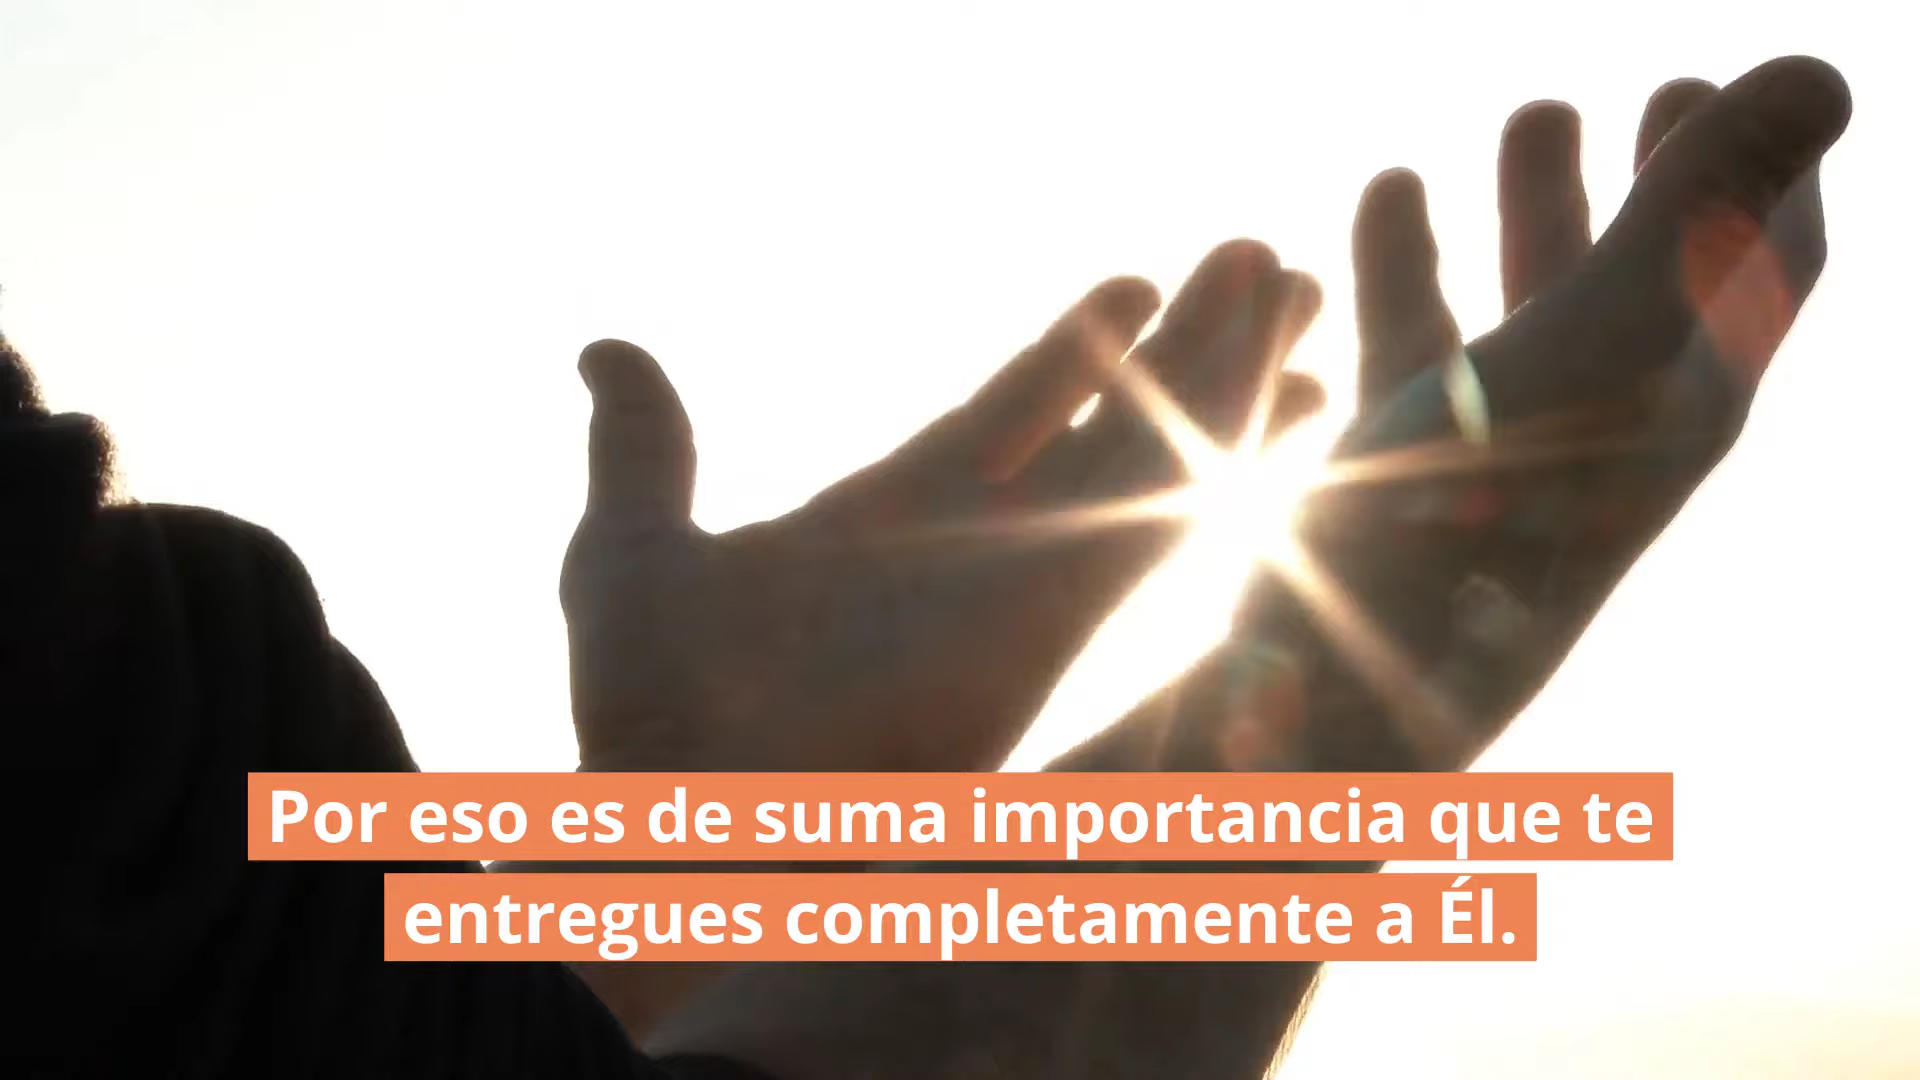 Por eso es de suma importancia que te
entregues completamente a Él.